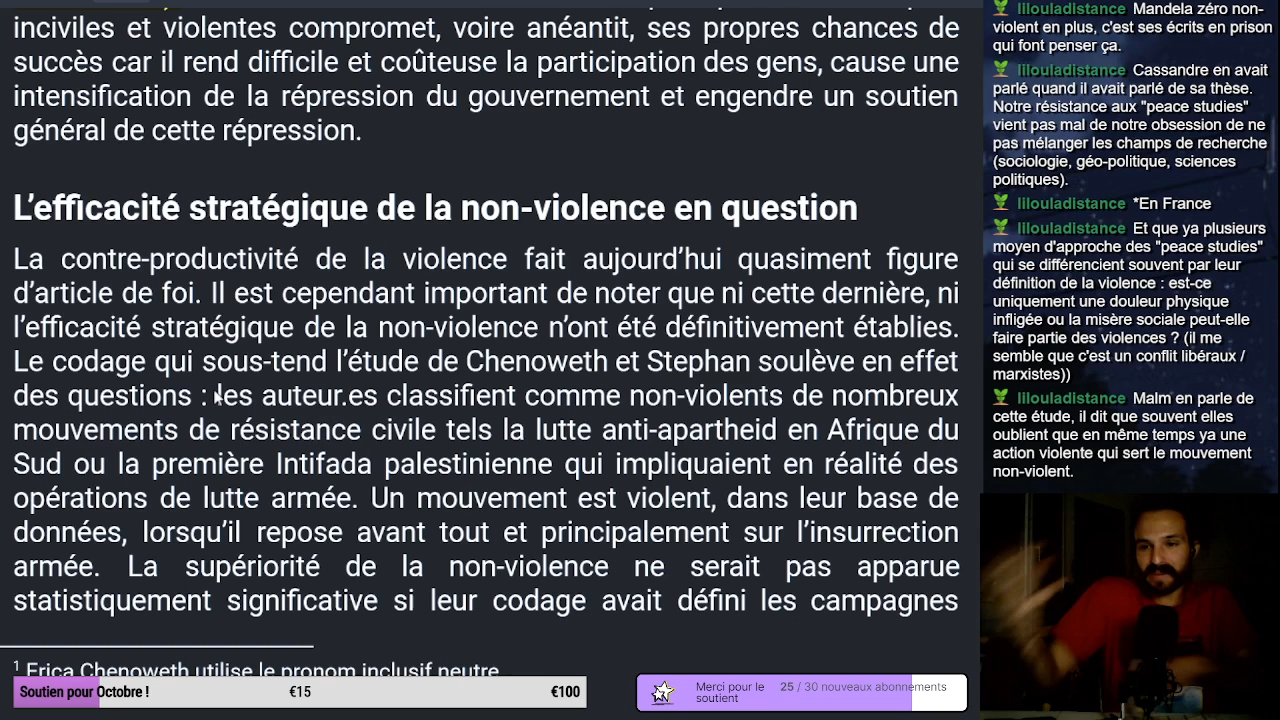 inciviles et violentes compromet, voire anéantit, ses propres chances de
succès car il rend difficile et coûteuse la participation des gens, cause une
intensification de la répression du gouvernement et engendre un soutien
général de cette répression.
L’efficacité stratégique de la non-violence en question
La contre-productivité de la violence fait aujourd’hui quasiment figure
d’article de foi. Il est cependant important de noter que ni cette dernière, ni
l’efficacité stratégique de la non-violence n’ont été définitivement établies.
Le codage qui sous-tend l’étude de Chenoweth et Stephan soulève en effet
des questions : les auteur.es classifient comme non-violents de nombreux
mouvements de résistance civile tels la lutte anti-apartheid en Afrique du
Sud ou la première Intifada palestinienne qui impliquaient en réalité des
opérations de lutte armée. Un mouvement est violent, dans leur base de
données, lorsqu’il repose avant tout et principalement sur l’insurrection
armée. La supériorité de la non-violence ne serait pas apparue
statistiquement significative si leur codage avait défini les campagnes
1 Erica Chenoweth utilise le pronom inclusif neutre
Soutien pour Octobre !
€15
€100
Merci pour le
soutient
25 / 30 nouveaux abonnements
lilouladistance Mandela zéro non-
violent en plus, c'est ses écrits en prison
qui font penser ça.
lilouladistance Cassandre en avait
parlé quand il avait parlé de sa thèse.
Notre résistance aux "peace studies"
vient pas mal de notre obsession de ne
pas mélanger les champs de recherche
(sociologie, géo-politique, sciences
politiques).
lilouladistance *En France
lilouladistance Et que ya plusieurs
moyen d'approche des "peace studies"
qui se différencient souvent par leur
définition de la violence : est-ce
uniquement une douleur physique
infligée ou la misère sociale peut-elle
faire partie des violences ? (il me
semble que c'est un conflit libéraux /
marxistes))
lilouladistance Malm en parle de
cette étude, il dit que souvent elles
oublient que en même temps ya une
action violente qui sert le mouvement
non-violent.